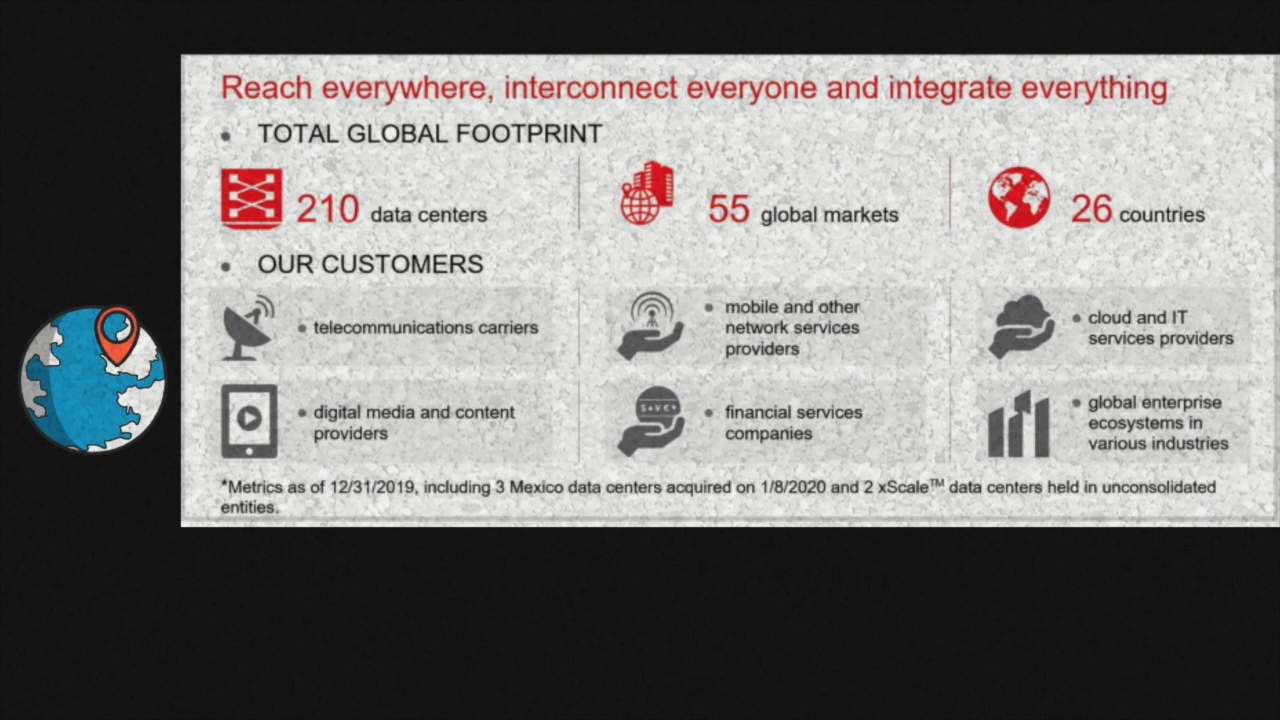 Reach everywhere, interconnect everyone and integrate everything
• TOTAL GLOBAL FOOTPRINT
210 data centers
55 global markets
26 countries
• OUR CUSTOMERS
• telecommunications carriers
• mobile and other
network services
providers
• cloud and IT
services providers
• digital media and content
providers
• financial services
companies
• global enterprise
ecosystems in
various industries
*Metrics as of 12/31/2019, including 3 Mexico data centers acquired on 1/8/2020 and 2 xScale™ data centers held in unconsolidated
entities.